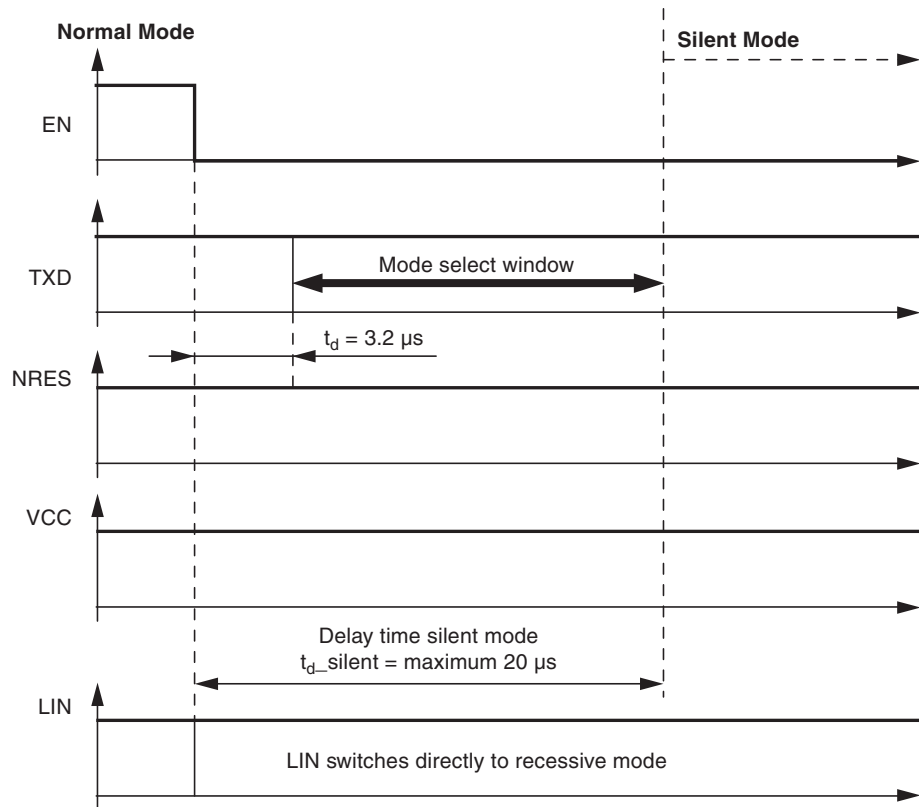 Normal Mode
Silent Mode
EN
TXD
Mode select window
t_d = 3.2 µs
NRES
VCC
Delay time silent mode
t_d_silent = maximum 20 µs
LIN
LIN switches directly to recessive mode